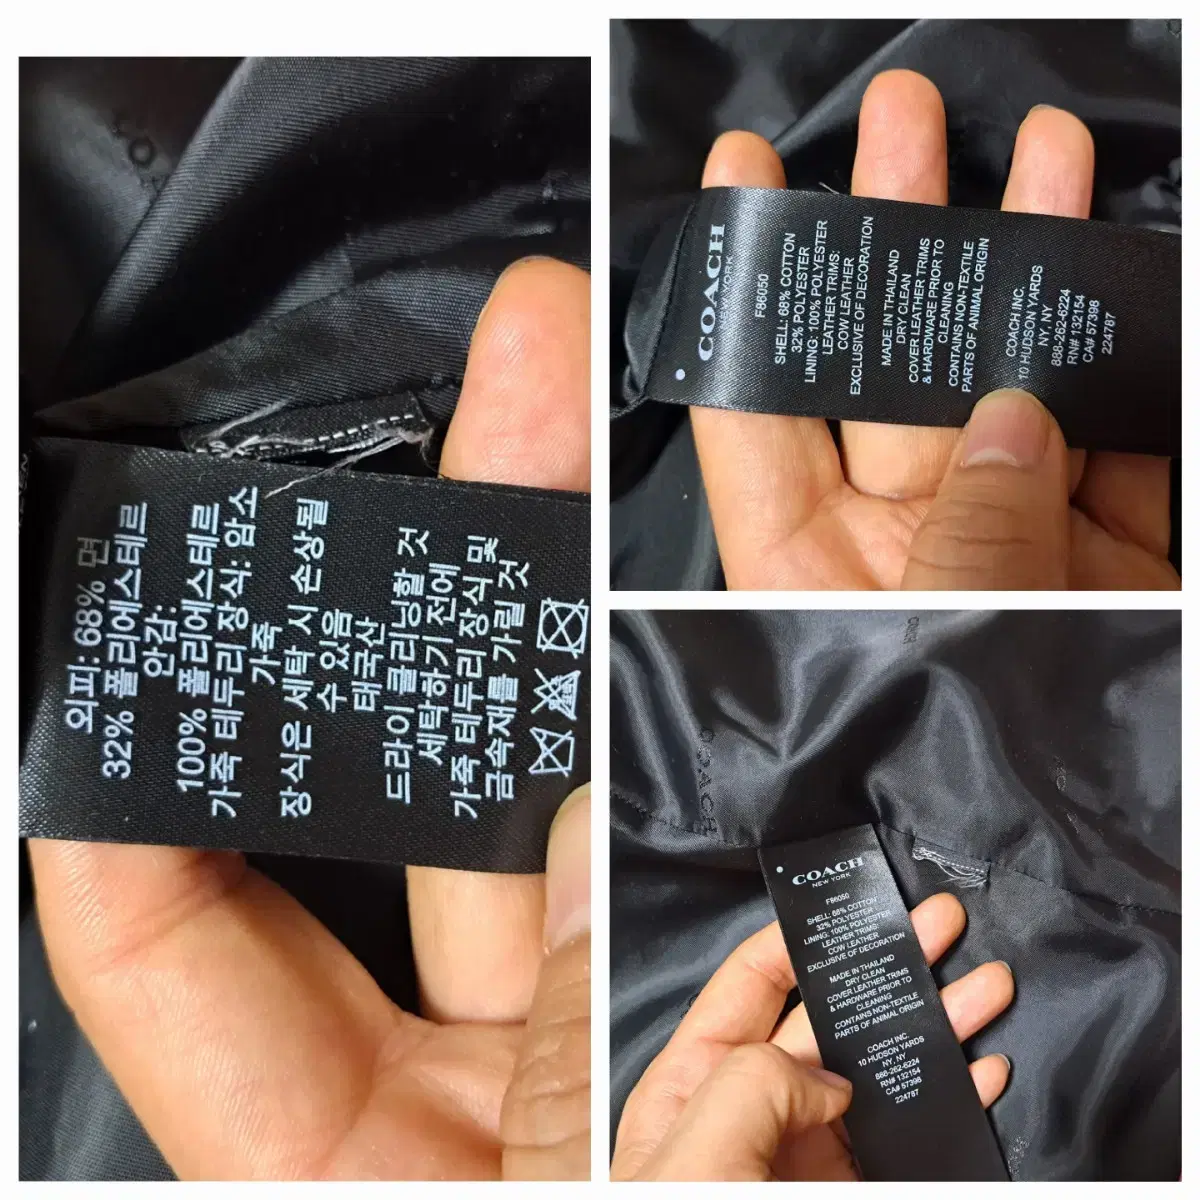 외피: 68% 면
32% 폴리에스테르
안감:
100% 폴리에스테르
가죽 테두리 장식: 암소
가죽
장식은 세탁 시 손상될
수 있음
태국산
드라이 클리닝할 것
세탁하기 전에
가죽 테두리 장식 및
금속재를 가릴 것
COACH
NEW YORK
F86050
SHELL: 68% COTTON
32% POLYESTER
LINING: 100% POLYESTER
LEATHER TRIMS:
COW LEATHER
EXCLUSIVE OF DECORATION
MADE IN THAILAND
DRY CLEAN
COVER LEATHER TRIMS
& HARDWARE PRIOR TO
CLEANING
CONTAINS NON-TEXTILE
PARTS OF ANIMAL ORIGIN
COACH INC.
10 HUDSON YARDS
NY, NY
888-262-6224
RN# 132154
CA# 57398
224787
COACH
COACH
NEW YORK
F86050
SHELL: 68% COTTON
32% POLYESTER
LINING: 100% POLYESTER
LEATHER TRIMS:
COW LEATHER
EXCLUSIVE OF DECORATION
MADE IN THAILAND
DRY CLEAN
COVER LEATHER TRIMS
& HARDWARE PRIOR TO
CLEANING
CONTAINS NON-TEXTILE
PARTS OF ANIMAL ORIGIN
COACH INC.
10 HUDSON YARDS
NY, NY
888-262-6224
RN# 132154
CA# 57398
224787